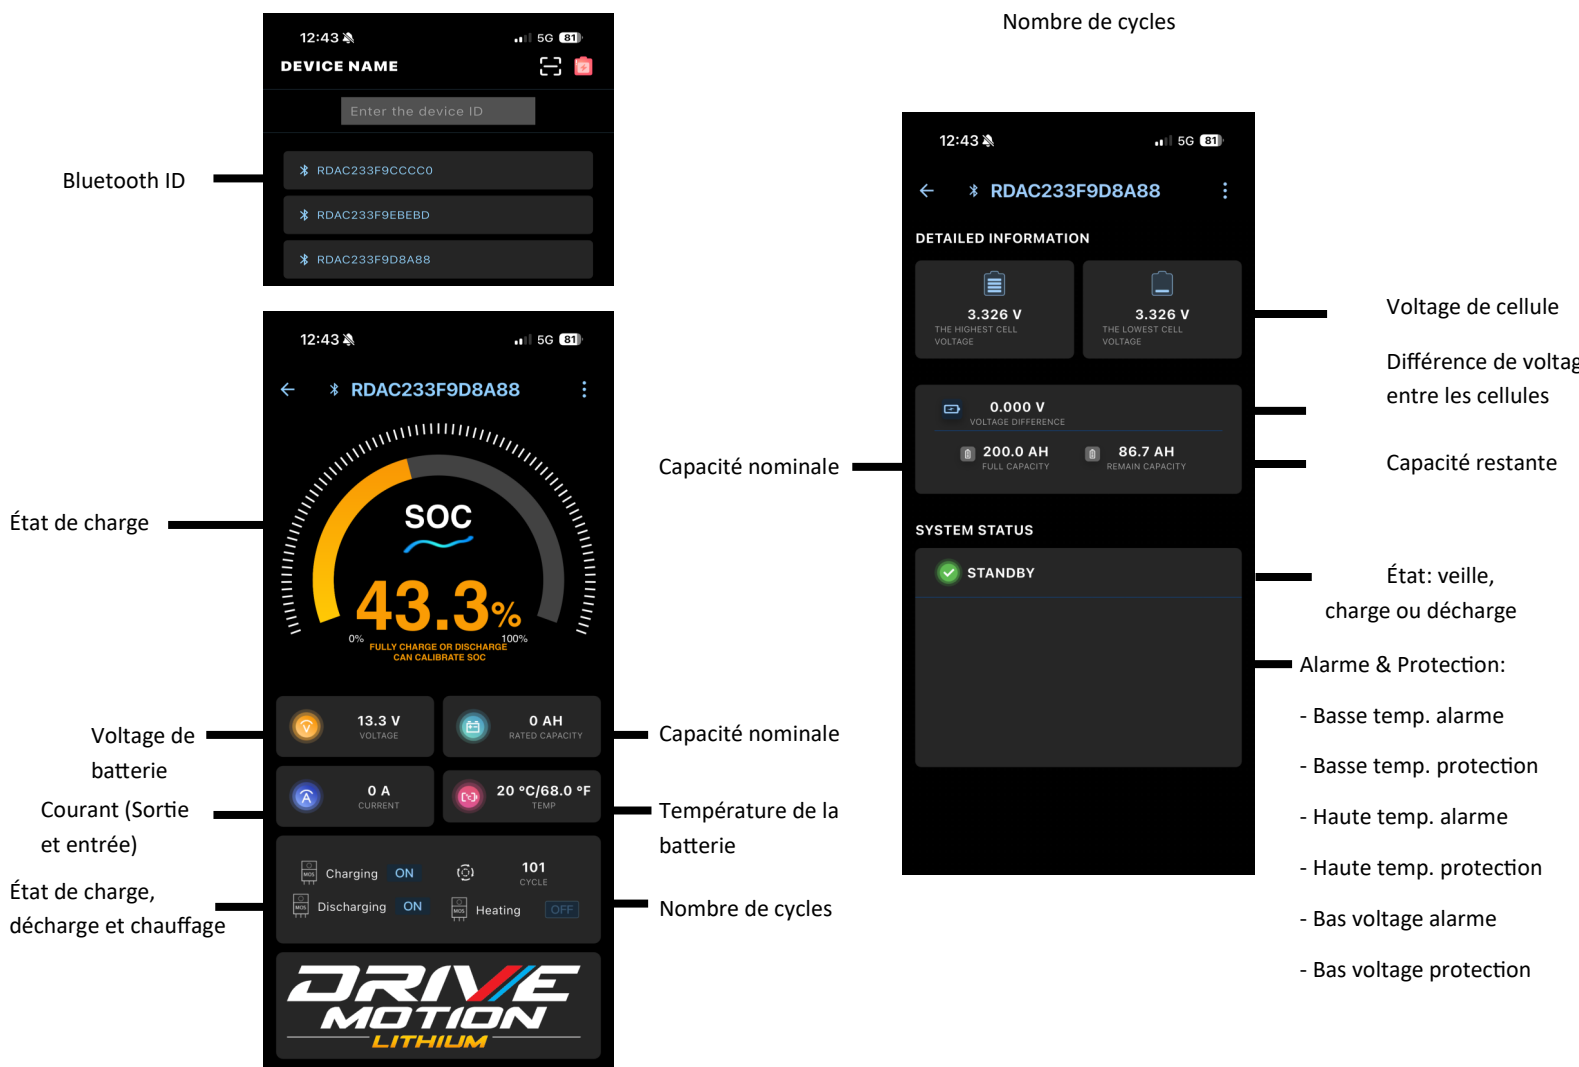 Nombre de cycles
12:43
5G 81
DEVICE NAME
Enter the device ID
Bluetooth ID
RDAC233F9CCCC0
RDAC233F9EBEBD
RDAC233F9D8A88
12:43
5G 81
RDAC233F9D8A88
État de charge
SOC
43.3%
0%
100%
FULLY CHARGE OR DISCHARGE
CAN CALIBRATE SOC
Voltage de
batterie
13.3 V
VOLTAGE
0 AH
RATED CAPACITY
Capacité nominale
Courant (Sortie
et entrée)
0 A
CURRENT
20 °C/68.0 °F
TEMP
Température de la
batterie
État de charge,
décharge et chauffage
MOS Charging ON
101
CYCLE
MOS Discharging ON
MOS Heating OFF
Nombre de cycles
DRIVE
MOTION
LITHIUM
12:43
5G 81
RDAC233F9D8A88
DETAILED INFORMATION
3.326 V
THE HIGHEST CELL
VOLTAGE
3.326 V
THE LOWEST CELL
VOLTAGE
Voltage de cellule
0.000 V
VOLTAGE DIFFERENCE
Différence de voltag
entre les cellules
Capacité nominale
200.0 AH
FULL CAPACITY
86.7 AH
REMAIN CAPACITY
Capacité restante
SYSTEM STATUS
STANDBY
État: veille,
charge ou décharge
Alarme & Protection:
- Basse temp. alarme
- Basse temp. protection
- Haute temp. alarme
- Haute temp. protection
- Bas voltage alarme
- Bas voltage protection